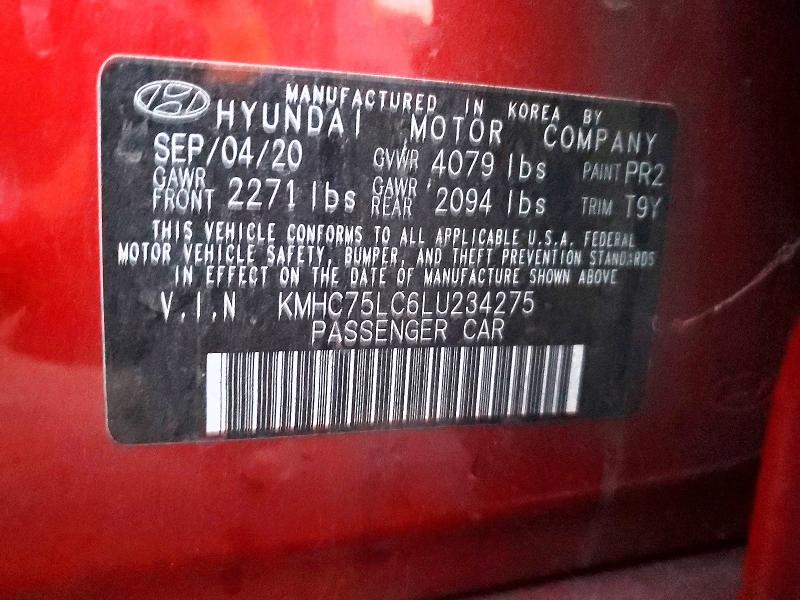 MANUFACTURED IN KOREA BY
HYUNDAI MOTOR COMPANY
SEP/04/20 GVWR 4079 lbs PAINT PR2
GAWR FRONT 2271 lbs GAWR REAR 2094 lbs TRIM T9Y
THIS VEHICLE CONFORMS TO ALL APPLICABLE U.S.A. FEDERAL
MOTOR VEHICLE SAFETY, BUMPER, AND THEFT PREVENTION STANDARDS
IN EFFECT ON THE DATE OF MANUFACTURE SHOWN ABOVE
V.I.N KMHC75LC6LU234275
PASSENGER CAR